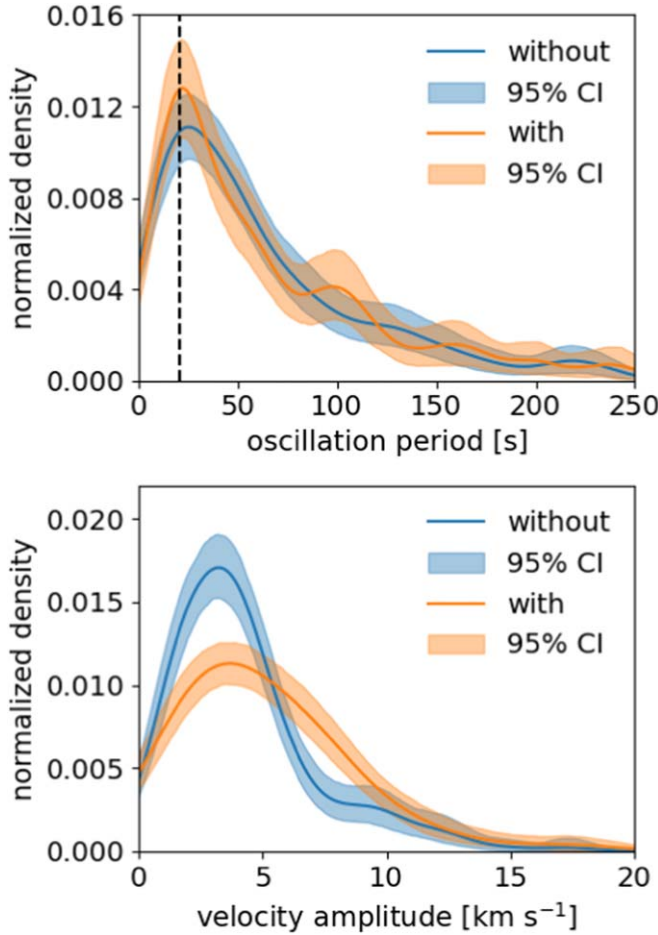 0.016
0.012
0.008
0.004
0.000
normalized density
without
95% CI
with
95% CI
0 50 100 150 200 250
oscillation period [s]
0.020
0.015
0.010
0.005
0.000
normalized density
without
95% CI
with
95% CI
0 5 10 15 20
velocity amplitude [km s⁻¹]